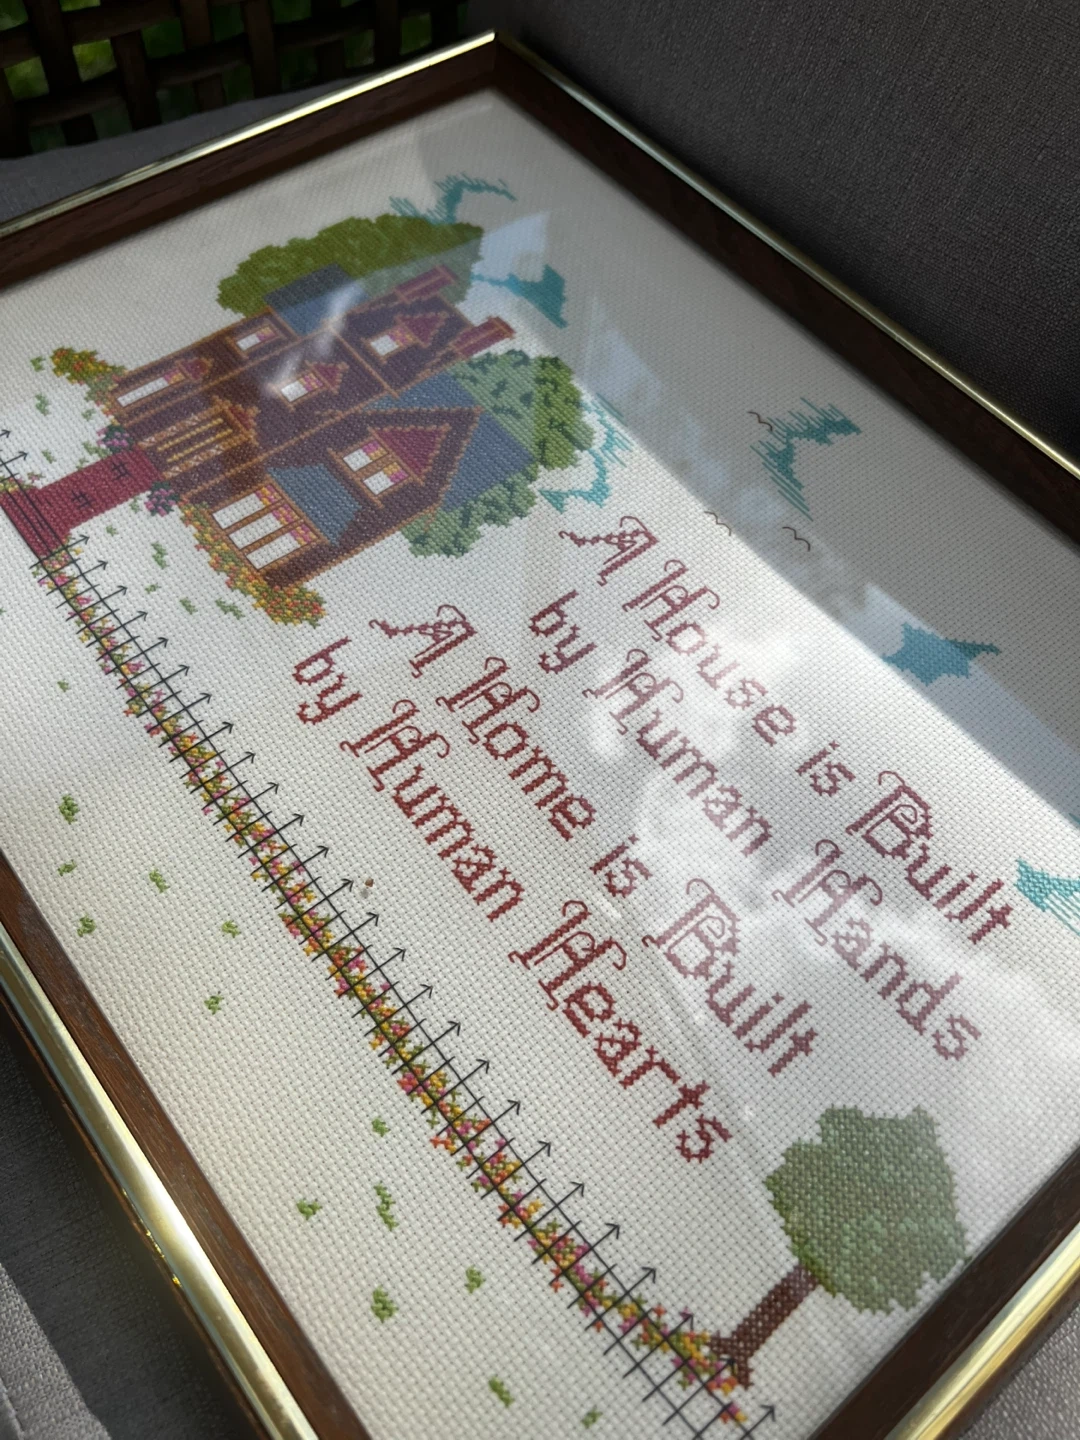 A House is Built
by Human Hands
A Home is Built
by Human Hearts